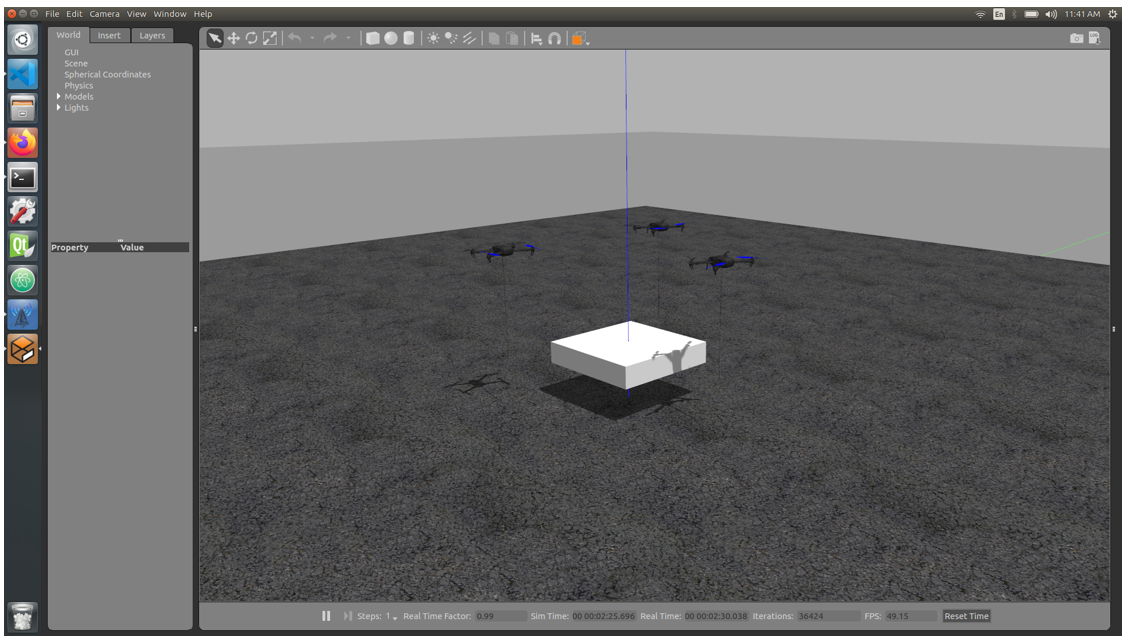 File Edit Camera View Window Help
En
11:41 AM
World Insert Layers
GUI
Scene
Spherical Coordinates
Physics
Models
Lights
Property Value
Steps: 1 Real Time Factor: 0.99 Sim Time: 00 00:02:25.696 Real Time: 00 00:02:30.038 Iterations: 36424 FPS: 49.15 Reset Time